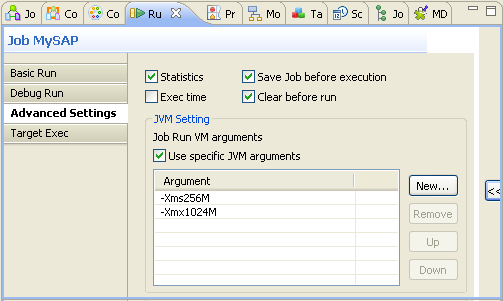 Jo Co Co Ru Pr Mo Ta Sc Jo MD
Job MySAP
Basic Run
Debug Run
Advanced Settings
Target Exec
Statistics Save Job before execution
Exec time Clear before run
JVM Setting
Job Run VM arguments
Use specific JVM arguments
Argument
-Xms256M
-Xmx1024M
New...
Remove
Up
Down
<<